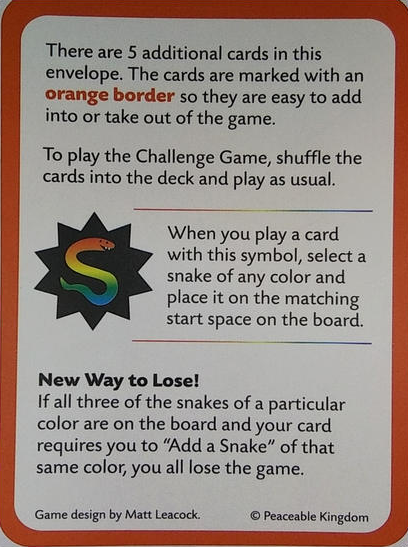 There are 5 additional cards in this
envelope. The cards are marked with an
orange border so they are easy to add
into or take out of the game.
To play the Challenge Game, shuffle the
cards into the deck and play as usual.
When you play a card
with this symbol, select a
snake of any color and
place it on the matching
start space on the board.
New Way to Lose!
If all three of the snakes of a particular
color are on the board and your card
requires you to “Add a Snake” of that
same color, you all lose the game.
Game design by Matt Leacock. © Peaceable Kingdom